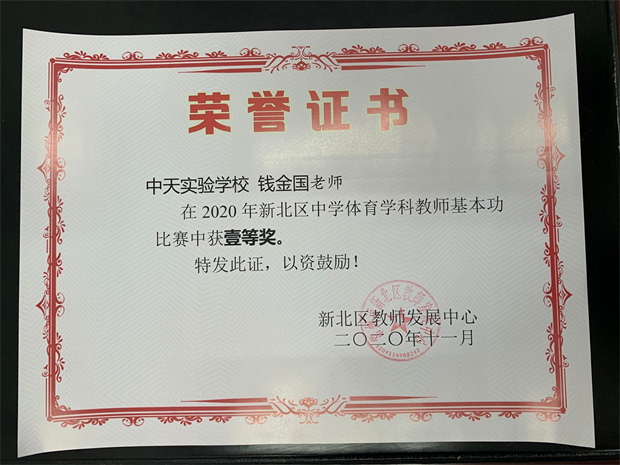 荣誉证书
中天实验学校 钱金国老师
在 2020 年新北区中学体育学科教师基本功
比赛中获壹等奖。
特发此证，以资鼓励！
新北区教师发展中心
二〇二〇年十一月